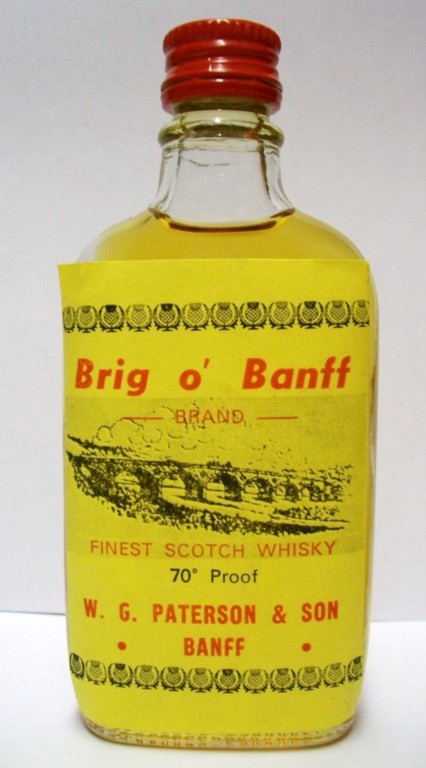 Brig o' Banff
BRAND
FINEST SCOTCH WHISKY
70° Proof
W. G. PATERSON & SON
• BANFF •